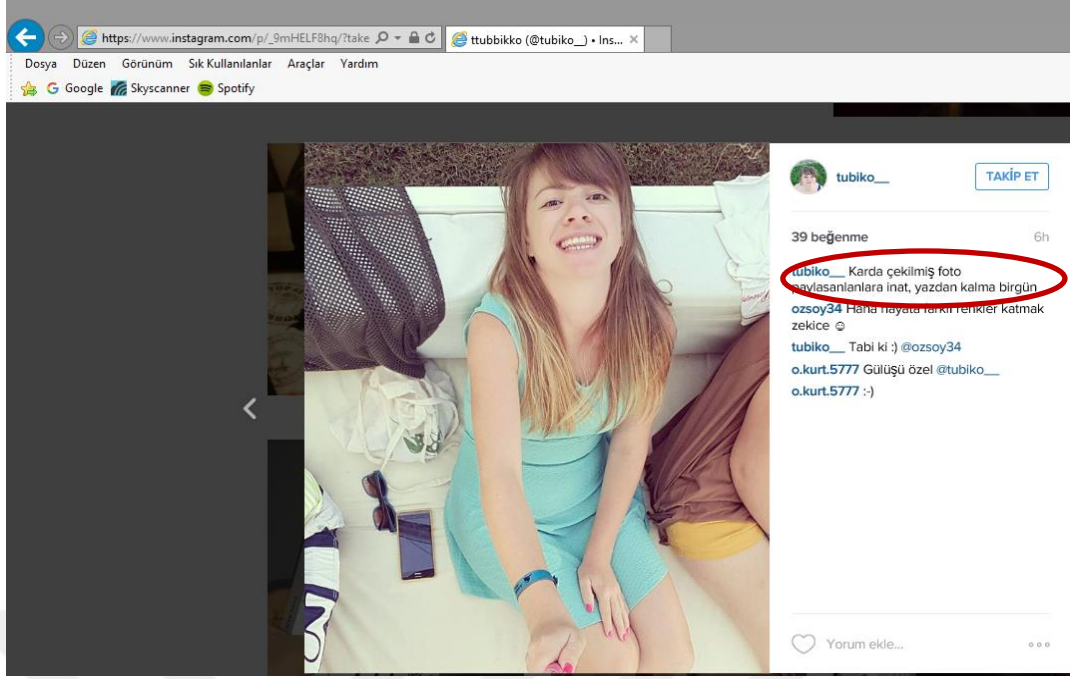 https://www.instagram.com/p/_9mHELF8hq/?take
ttubbikko (@tubiko__) • Ins...
Dosya Düzen Görünüm Sık Kullanılanlar Araçlar Yardım
Google Skyscanner Spotify
tubiko__
TAKİP ET
39 beğenme 6h
tubiko__ Karda çekilmiş foto
paylasanlanlara inat, yazdan kalma birgün
ozsoy34 Haha hayata farklı renkler katmak
zekice ☺
tubiko__ Tabi ki :) @ozsoy34
o.kurt.5777 Gülüşü özel @tubiko__
o.kurt.5777 :-)
Yorum ekle...